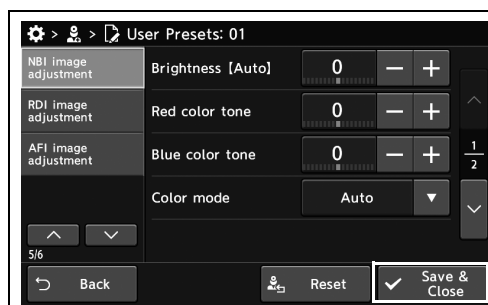 > > User Presets: 01
NBI image
adjustment
RDI image
adjustment
AFI image
adjustment
5/6
Brightness [Auto] 0 − +
Red color tone 0 − +
Blue color tone 0 − +
Color mode Auto ▼
1
2
Back
Reset
Save &
Close